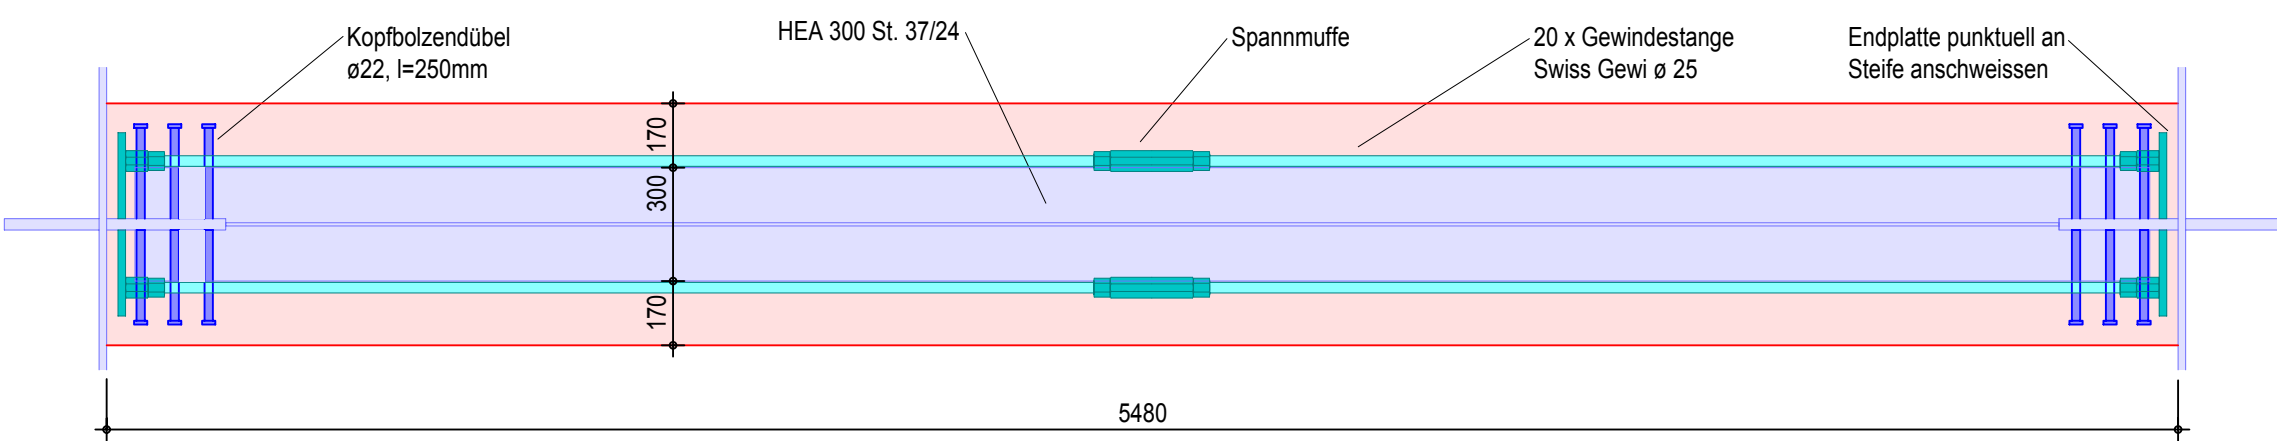 Kopfbolzendübel
ø22, l=250mm
HEA 300 St. 37/24
Spannmuffe
20 x Gewindestange
Swiss Gewi ø 25
Endplatte punktuell an
Steife anschweissen
170
300
170
5480